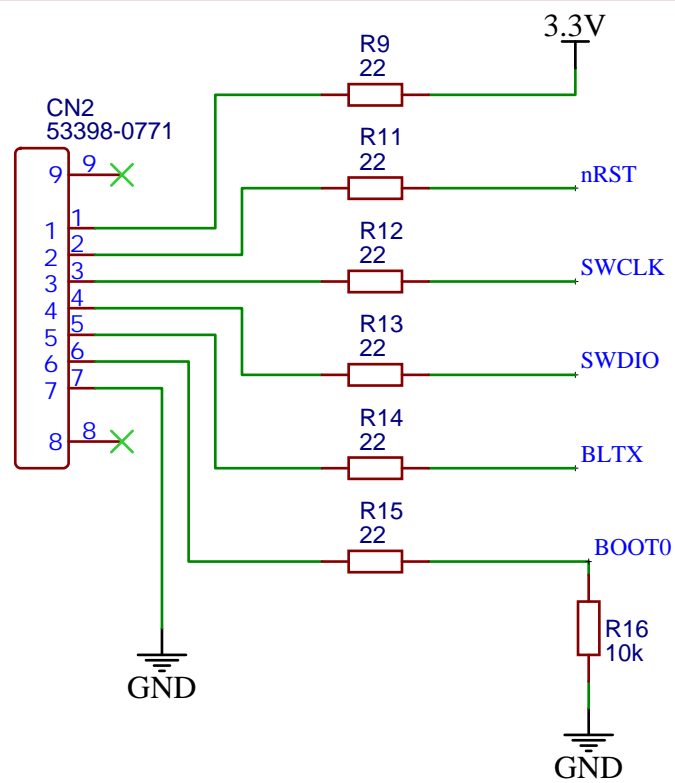 3.3V
R9
22
CN2
53398-0771
R11
22
9 9
nRST
1 1
2 2
R12
22
SWCLK
3 3
4 4
R13
22
SWDIO
5 5
6 6
7 7
R14
22
BLTX
8 8
R15
22
BOOT0
R16
10k
GND
GND